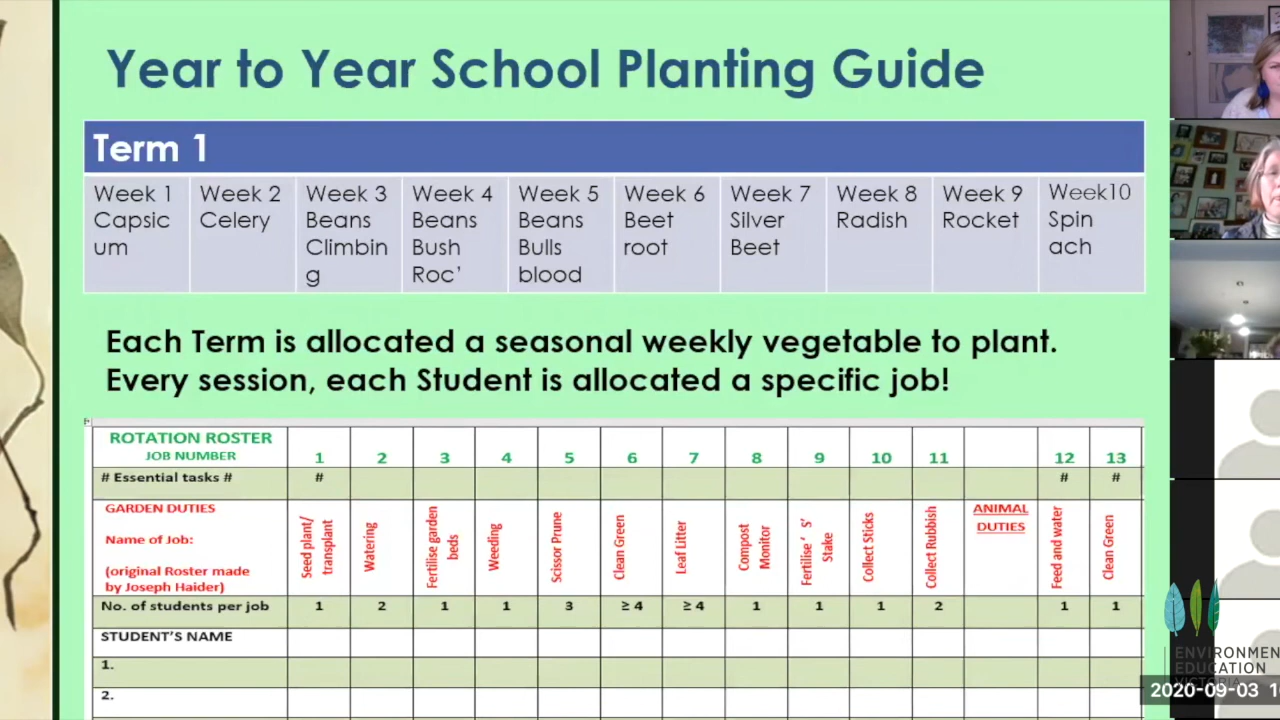 Year to Year School Planting Guide
Term 1
Week 1
Capsic
um
Week 2
Celery
Week 3
Beans
Climbin
g
Week 4
Beans
Bush
Roc'
Week 5
Beans
Bulls
blood
Week 6
Beet
root
Week 7
Silver
Beet
Week 8
Radish
Week 9
Rocket
Week10
Spin
ach
Each Term is allocated a seasonal weekly vegetable to plant.
Every session, each Student is allocated a specific job!
ROTATION ROSTER
JOB NUMBER 1 2 3 4 5 6 7 8 9 10 11 12 13
# Essential tasks # # # #
GARDEN DUTIES
Name of Job:
(original Roster made
by Joseph Haider)
Seed plant/
transplant
Watering
Fertilise garden
beds
Weeding
Scissor Prune
Clean Green
Leaf Litter
Compost
Monitor
Fertilise ' S'
Stake
Collect Sticks
Collect Rubbish
ANIMAL
DUTIES
Feed and water
Clean Green
No. of students per job 1 2 1 1 3 ≥ 4 ≥ 4 1 1 1 2 1 1
STUDENT'S NAME
1.
2.
ENVIRONMEN
EDUCATION
2020-09-03